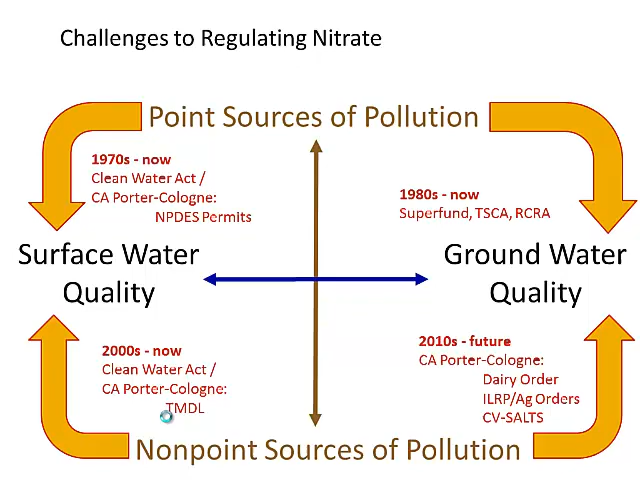 Challenges to Regulating Nitrate
Point Sources of Pollution
1970s - now
Clean Water Act /
CA Porter-Cologne:
NPDES Permits
1980s - now
Superfund, TSCA, RCRA
Surface Water
Quality
Ground Water
Quality
2000s - now
Clean Water Act /
CA Porter-Cologne:
TMDL
2010s - future
CA Porter-Cologne:
Dairy Order
ILRP/Ag Orders
CV-SALTS
Nonpoint Sources of Pollution